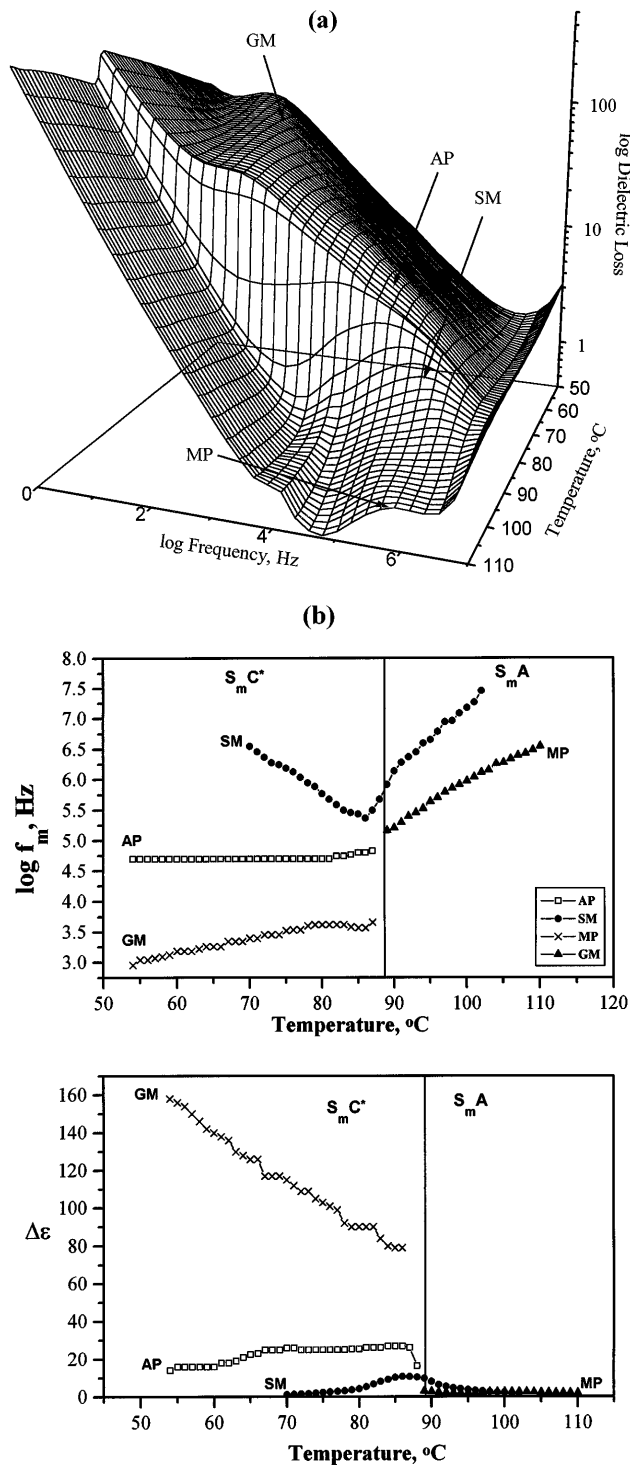 (a)
GM
AP
SM
MP
100
10
1
log Dielectric Loss
50
60
70
80
90
100
110
Temperature, °C
0
2
4
6
log Frequency, Hz
(b)
8.0
7.5
7.0
6.5
6.0
5.5
5.0
4.5
4.0
3.5
3.0
log fm, Hz
SmC*
SmA
SM
MP
AP
GM
AP
SM
MP
GM
50 60 70 80 90 100 110 120
Temperature, °C
160
140
120
100
80
60
40
20
0
Δε
GM
SmC*
SmA
AP
SM
MP
50 60 70 80 90 100 110
Temperature, °C